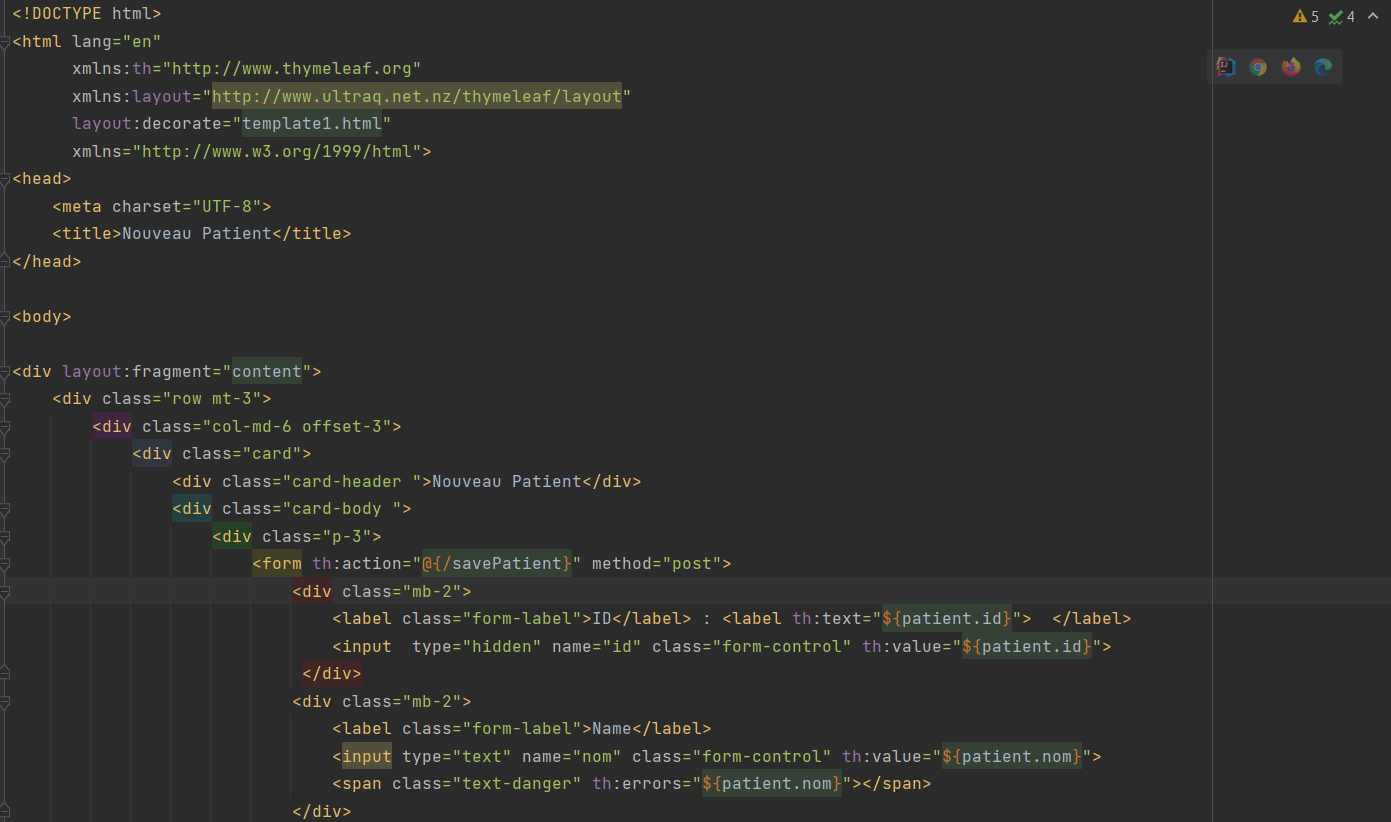 <!DOCTYPE html>
5 4
<html lang="en"
xmlns:th="http://www.thymeleaf.org"
xmlns:layout="http://www.ultraq.net.nz/thymeleaf/layout"
layout:decorate="template1.html"
xmlns="http://www.w3.org/1999/html">
<head>
<meta charset="UTF-8">
<title>Nouveau Patient</title>
</head>
<body>
<div layout:fragment="content">
<div class="row mt-3">
<div class="col-md-6 offset-3">
<div class="card">
<div class="card-header ">Nouveau Patient</div>
<div class="card-body ">
<div class="p-3">
<form th:action="@{/savePatient}" method="post">
<div class="mb-2">
<label class="form-label">ID</label> : <label th:text="${patient.id}">  </label>
<input  type="hidden" name="id" class="form-control" th:value="${patient.id}">
</div>
<div class="mb-2">
<label class="form-label">Name</label>
<input type="text" name="nom" class="form-control" th:value="${patient.nom}">
<span class="text-danger" th:errors="${patient.nom}"></span>
</div>